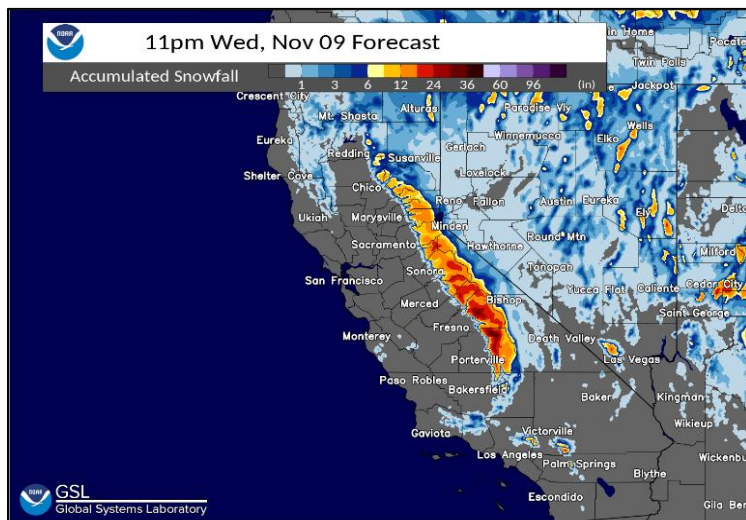 NOAA
11pm Wed, Nov 09 Forecast
Accumulated Snowfall
1 3 6 12 24 36 60 96 (in)
Pocate
Twin Falls
Crescent City
Alturas
Paradise Vly
Jackpot
Mt. Shasta
Wells
Winnemucca
Eureka
Elko
Redding
Susanville
Gerlach
Shelter Cove
Lovelock
Chico
Reno
Fallon
Austin
Eureka
Delta
Ukiah
Marysville
Ely
Minden
Sacramento
Hawthorne
Round Mtn
Milford
Sonora
Tonopah
San Francisco
Yucca Flat
Caliente
Cedar City
Merced
Bishop
Saint George
Fresno
Monterey
Death Valley
Porterville
Las Vegas
Paso Robles
Bakersfield
Baker
Kingman
Wikieup
Gaviota
Victorville
Los Angeles
Palm Springs
Wickenbu
Blythe
Escondido
Gila Ben
NOAA
GSL
Global Systems Laboratory